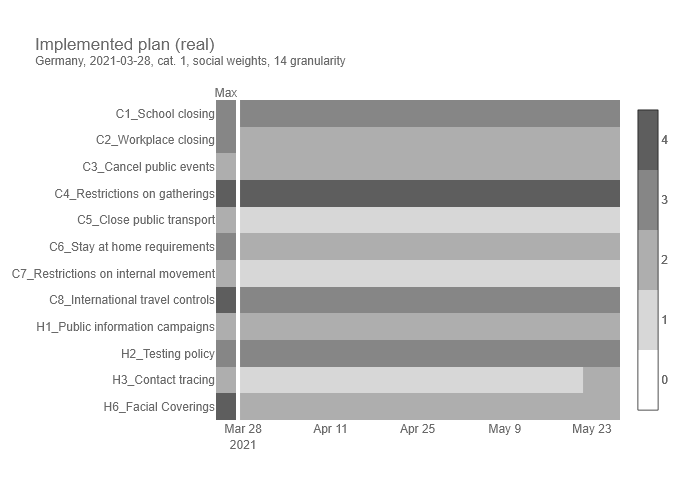 Implemented plan (real)
Germany, 2021-03-28, cat. 1, social weights, 14 granularity
Max
C1_School closing
C2_Workplace closing
C3_Cancel public events
C4_Restrictions on gatherings
C5_Close public transport
C6_Stay at home requirements
C7_Restrictions on internal movement
C8_International travel controls
H1_Public information campaigns
H2_Testing policy
H3_Contact tracing
H6_Facial Coverings
Mar 28 Apr 11 Apr 25 May 9 May 23
2021
4
3
2
1
0